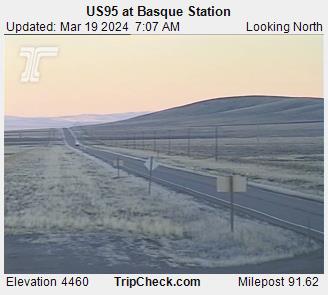 US95 at Basque Station
Updated: Mar 19 2024 7:07 AM Looking North
Elevation 4460 TripCheck.com Milepost 91.62